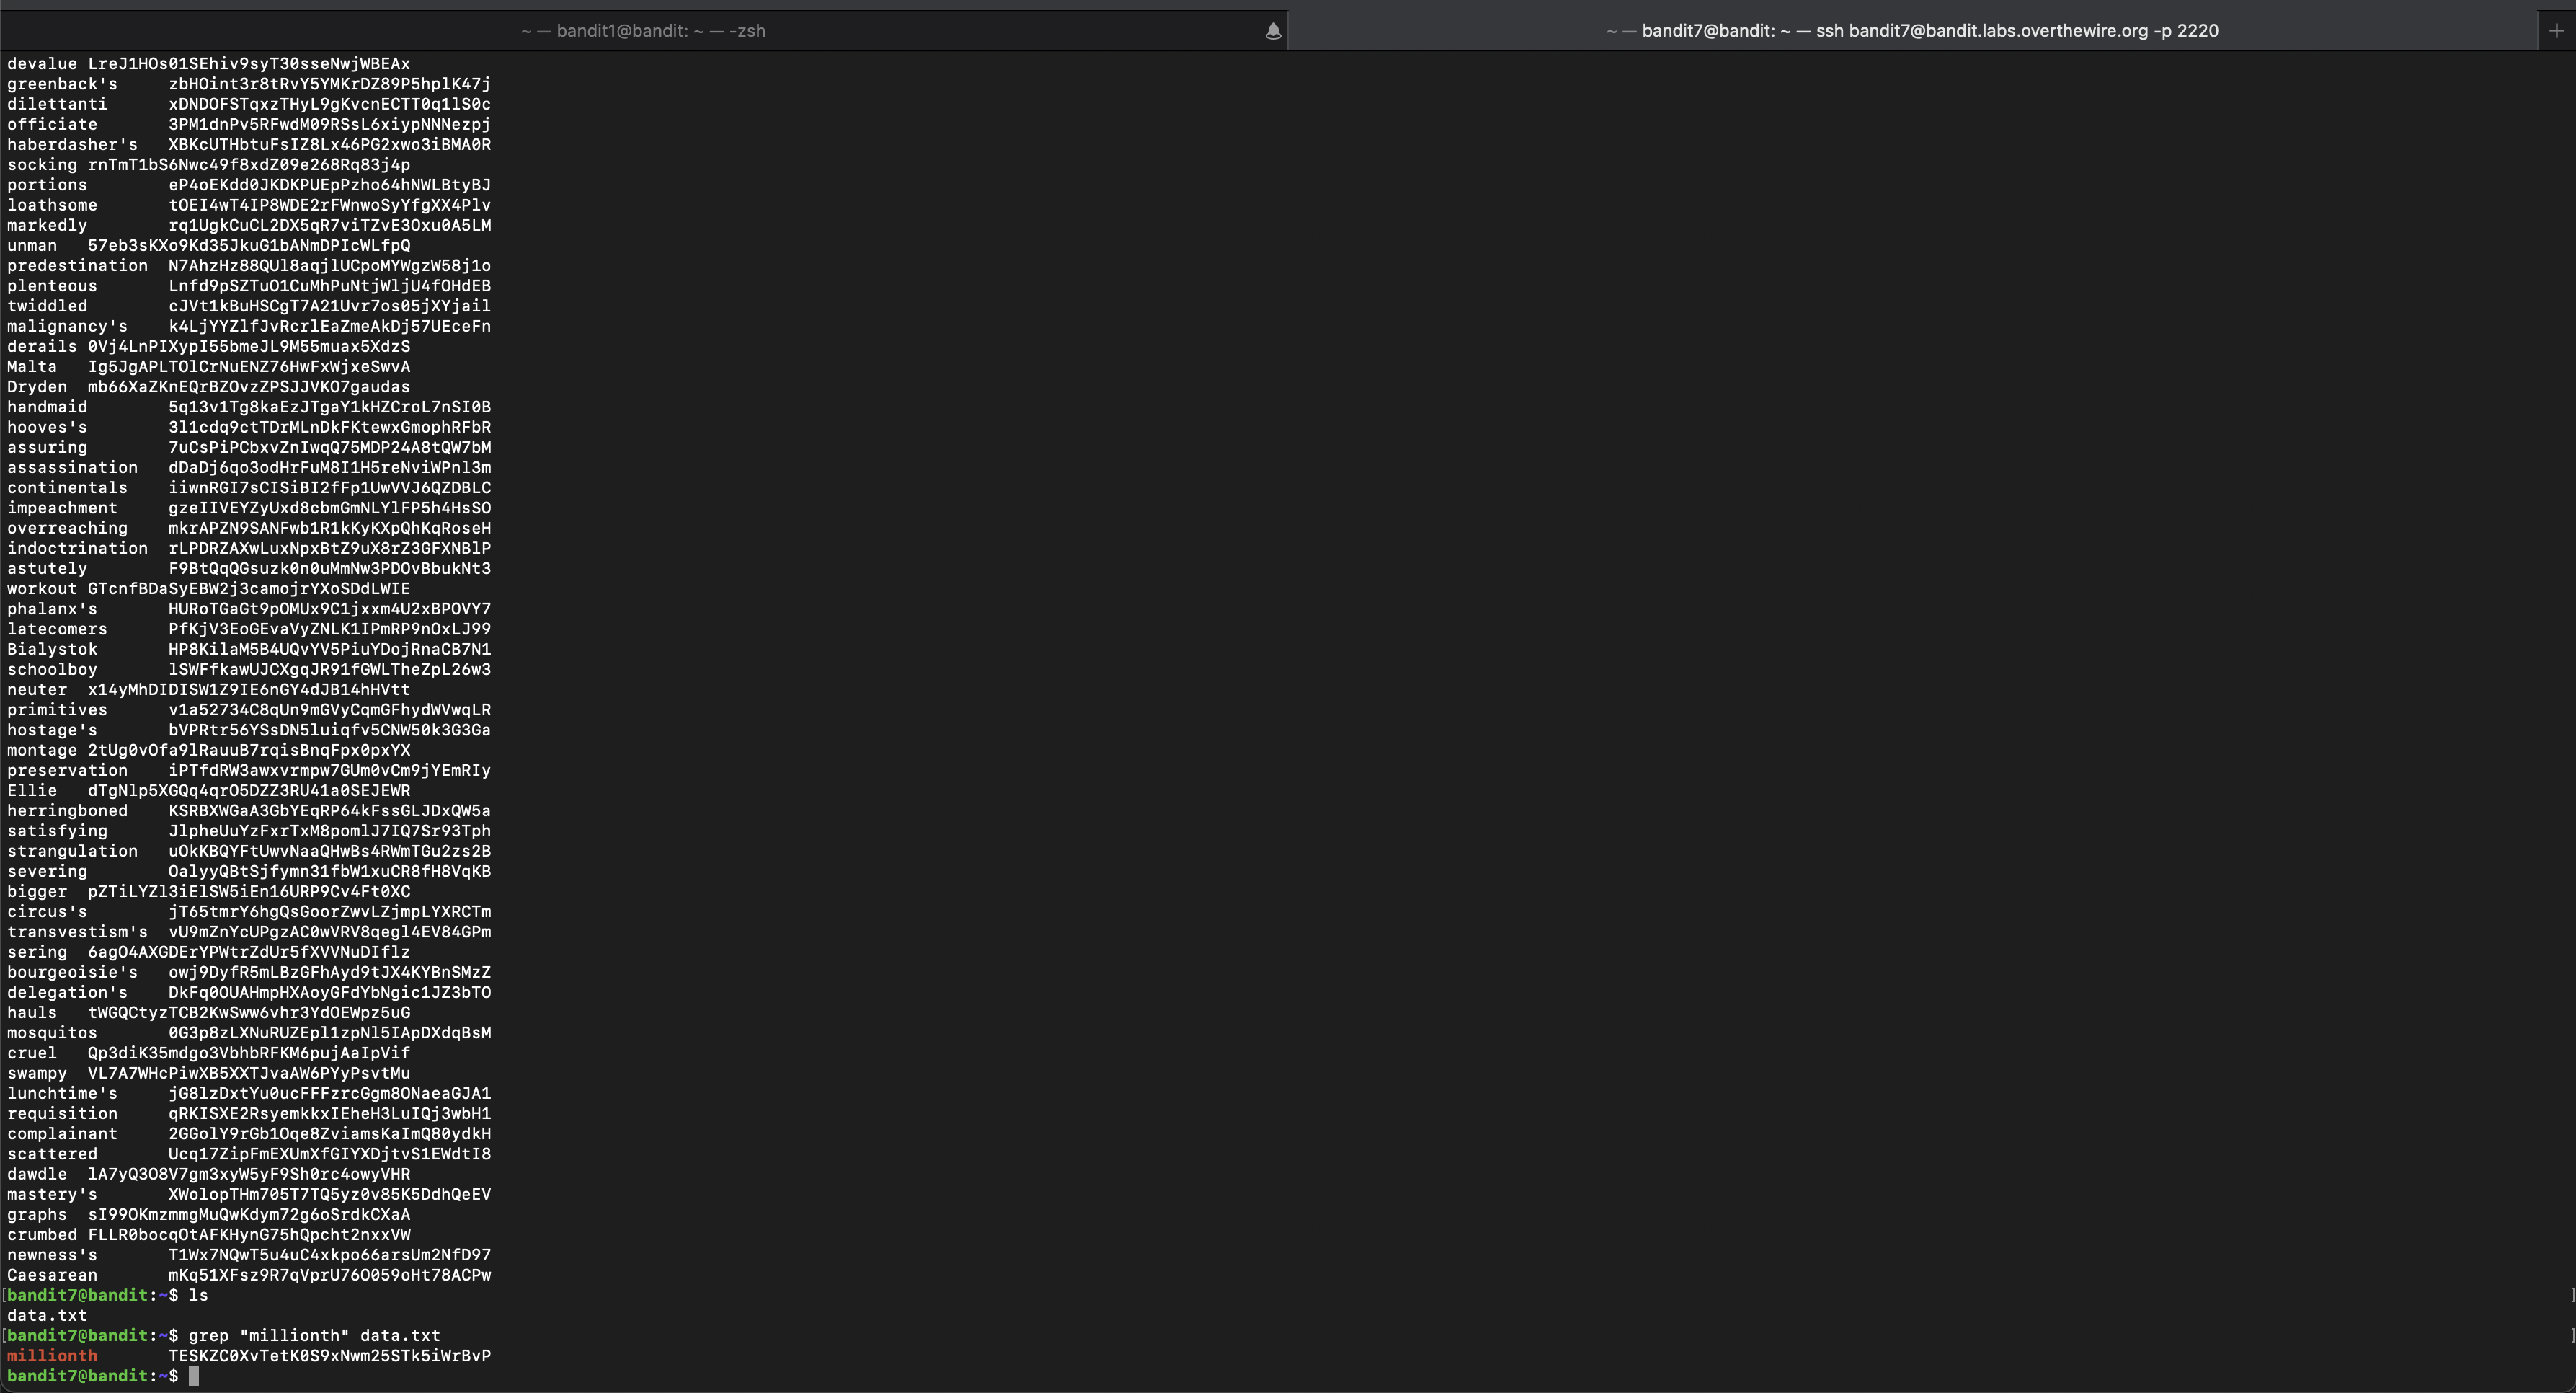 ~ — bandit1@bandit: ~ — -zsh
~ — bandit7@bandit: ~ — ssh bandit7@bandit.labs.overthewire.org -p 2220
devalue LreJ1HOs01SEhiv9syT30sseNwjWBEAx
greenback's zbHOint3r8tRvY5YMKrDZ89P5hplK47j
dilettanti xDNDOFSTqxzTHyL9gKvcnECTT0q1lS0c
officiate 3PM1dnPv5RFwdM09RSsL6xiypNNNezpj
haberdasher's XBKcUTHbtuFsIZ8Lx46PG2xwo3iBMA0R
socking rnTmT1bS6Nwc49f8xdZ09e268Rq83j4p
portions eP4oEKdd0JKDKPUEpPzho64hNWLBtyBJ
loathsome tOEI4wT4IP8WDE2rFWnwoSyYfgXX4Plv
markedly rq1UgkCuCL2DX5qR7viTZvE3Oxu0A5LM
unman 57eb3sKXo9Kd35JkuG1bANmDPIcWLfpQ
predestination N7AhzHz88QUl8aqjlUCpoMYWgzW58j1o
plenteous Lnfd9pSZTuO1CuMhPuNtjWljU4fOHdEB
twiddled cJVt1kBuHSCgT7A21Uvr7os05jXYjail
malignancy's k4LjYYZlfJvRcrlEaZmeAkDj57UEceFn
derails 0Vj4LnPIXypI55bmeJL9M55muax5XdzS
Malta Ig5JgAPLTOlCrNuENZ76HwFxWjxeSwvA
Dryden mb66XaZKnEQrBZOvzZPSJJVKO7gaudas
handmaid 5q13v1Tg8kaEzJTgaY1kHZCroL7nSI0B
hooves's 3l1cdq9ctTDrMLnDkFKtewxGmophRFbR
assuring 7uCsPiPCbxvZnIwqQ75MDP24A8tQW7bM
assassination dDaDj6qo3odHrFuM8I1H5reNviWPnl3m
continentals iiwnRGI7sCISiBI2fFp1UwVVJ6QZDBLC
impeachment gzeIIVEYZyUxd8cbmGmNLYlFP5h4HsSO
overreaching mkrAPZN9SANFwb1R1kKyKXpQhKqRoseH
indoctrination rLPDRZAXwLuxNpxBtZ9uX8rZ3GFXNBlP
astutely F9BtQqQGsuzk0n0uMmNw3PDOvBbukNt3
workout GTcnfBDaSyEBW2j3camojrYXoSDdLWIE
phalanx's HURoTGaGt9pOMUx9C1jxxm4U2xBPOVY7
latecomers PfKjV3EoGEvaVyZNLK1IPmRP9nOxLJ99
Bialystok HP8KilaM5B4UQvYV5PiuYDojRnaCB7N1
schoolboy lSWFfkawUJCXgqJR91fGWLTheZpL26w3
neuter x14yMhDIDISW1Z9IE6nGY4dJB14hHVtt
primitives v1a52734C8qUn9mGVyCqmGFhydWVwqLR
hostage's bVPRtr56YSsDN5luiqfv5CNW50k3G3Ga
montage 2tUg0vOfa9lRauuB7rqisBnqFpx0pxYX
preservation iPTfdRW3awxvrmpw7GUm0vCm9jYEmRIy
Ellie dTgNlp5XGQq4qrO5DZZ3RU41a0SEJEWR
herringboned KSRBXWGaA3GbYEqRP64kFssGLJDxQW5a
satisfying JlpheUuYzFxrTxM8pomlJ7IQ7Sr93Tph
strangulation uOkKBQYFtUwvNaaQHwBs4RWmTGu2zs2B
severing OalyyQBtSjfymn31fbW1xuCR8fH8VqKB
bigger pZTiLYZl3iElSW5iEn16URP9Cv4Ft0XC
circus's jT65tmrY6hgQsGoorZwvLZjmpLYXRCTm
transvestism's vU9mZnYcUPgzAC0wVRV8qegl4EV84GPm
sering 6agO4AXGDErYPWtrZdUr5fXVVNuDIflz
bourgeoisie's owj9DyfR5mLBzGFhAyd9tJX4KYBnSMzZ
delegation's DkFq0OUAHmpHXAoyGFdYbNgic1JZ3bTO
hauls tWGQCtyzTCB2KwSww6vhr3YdOEWpz5uG
mosquitos 0G3p8zLXNuRUZEpl1zpNl5IApDXdqBsM
cruel Qp3diK35mdgo3VbhbRFKM6pujAaIpVif
swampy VL7A7WHcPiwXB5XXTJvaAW6PYyPsvtMu
lunchtime's jG8lzDxtYu0ucFFFzrcGgm8ONaeaGJA1
requisition qRKISXE2RsyemkkxIEheH3LuIQj3wbH1
complainant 2GGolY9rGb1Oqe8ZviamsKaImQ80ydkH
scattered Ucq17ZipFmEXUmXfGIYXDjtvS1EWdtI8
dawdle lA7yQ3O8V7gm3xyW5yF9Sh0rc4owyVHR
mastery's XWolopTHm705T7TQ5yz0v85K5DdhQeEV
graphs sI99OKmzmmgMuQwKdym72g6oSrdkCXaA
crumbed FLLR0bocqOtAFKHynG75hQpcht2nxxVW
newness's T1Wx7NQwT5u4uC4xkpo66arsUm2NfD97
Caesarean mKq51XFsz9R7qVprU76O059oHt78ACPw
[bandit7@bandit:~$ ls ]
data.txt
[bandit7@bandit:~$ grep "millionth" data.txt ]
millionth TESKZC0XvTetK0S9xNwm25STk5iWrBvP
bandit7@bandit:~$